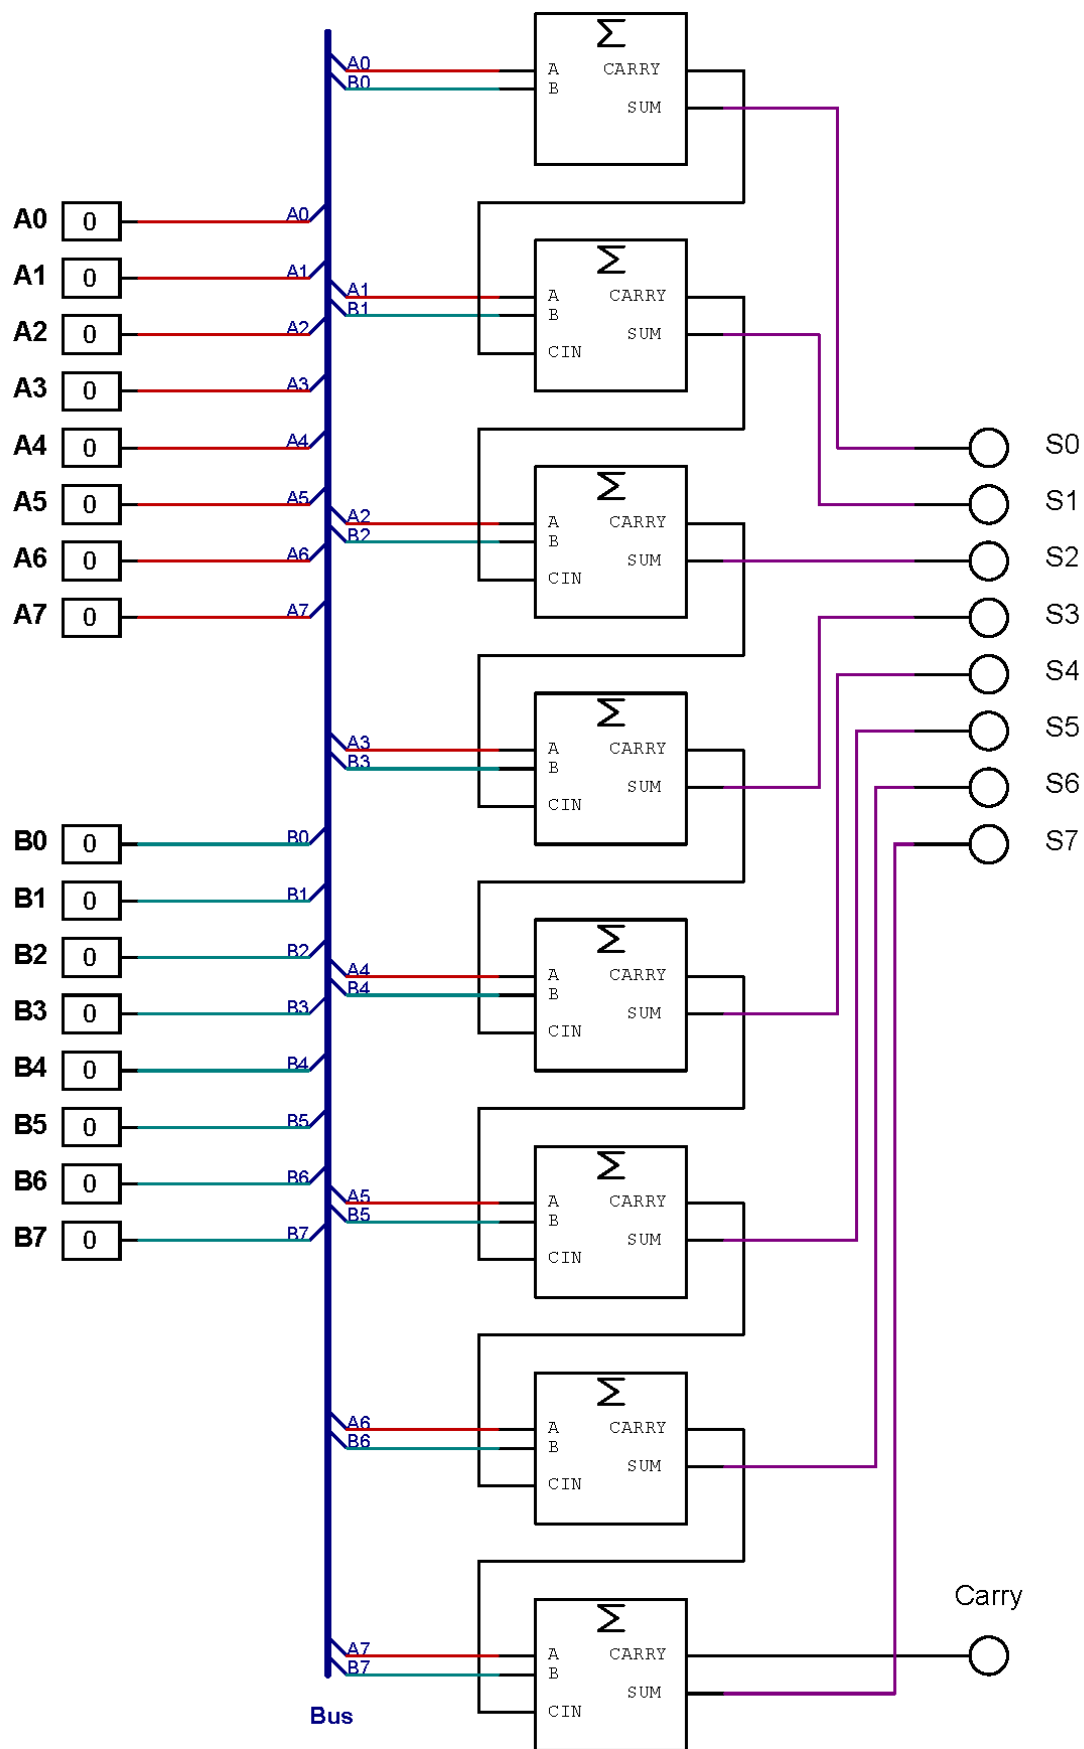 Σ
A0
A CARRY
B0
B
SUM
A0 0 A0
Σ
A1 0 A1
A1
A CARRY
B1
B
A2 0 A2
SUM
CIN
A3 0 A3
A4 0 A4
S0
Σ
A5 0 A5
S1
A2
A CARRY
B2
B
A6 0 A6
SUM
S2
CIN
A7 0 A7
S3
S4
Σ
S5
A3
A CARRY
B3
B
SUM
S6
CIN
B0 0 B0
S7
B1 0 B1
Σ
B2 0 B2
A4
A CARRY
B4
B
B3 0 B3
SUM
CIN
B4 0 B4
B5 0 B5
Σ
B6 0 B6
A5
A CARRY
B5
B
B7 0 B7
SUM
CIN
Σ
A6
A CARRY
B6
B
SUM
CIN
Carry
Σ
A7
A CARRY
B7
B
SUM
CIN
Bus